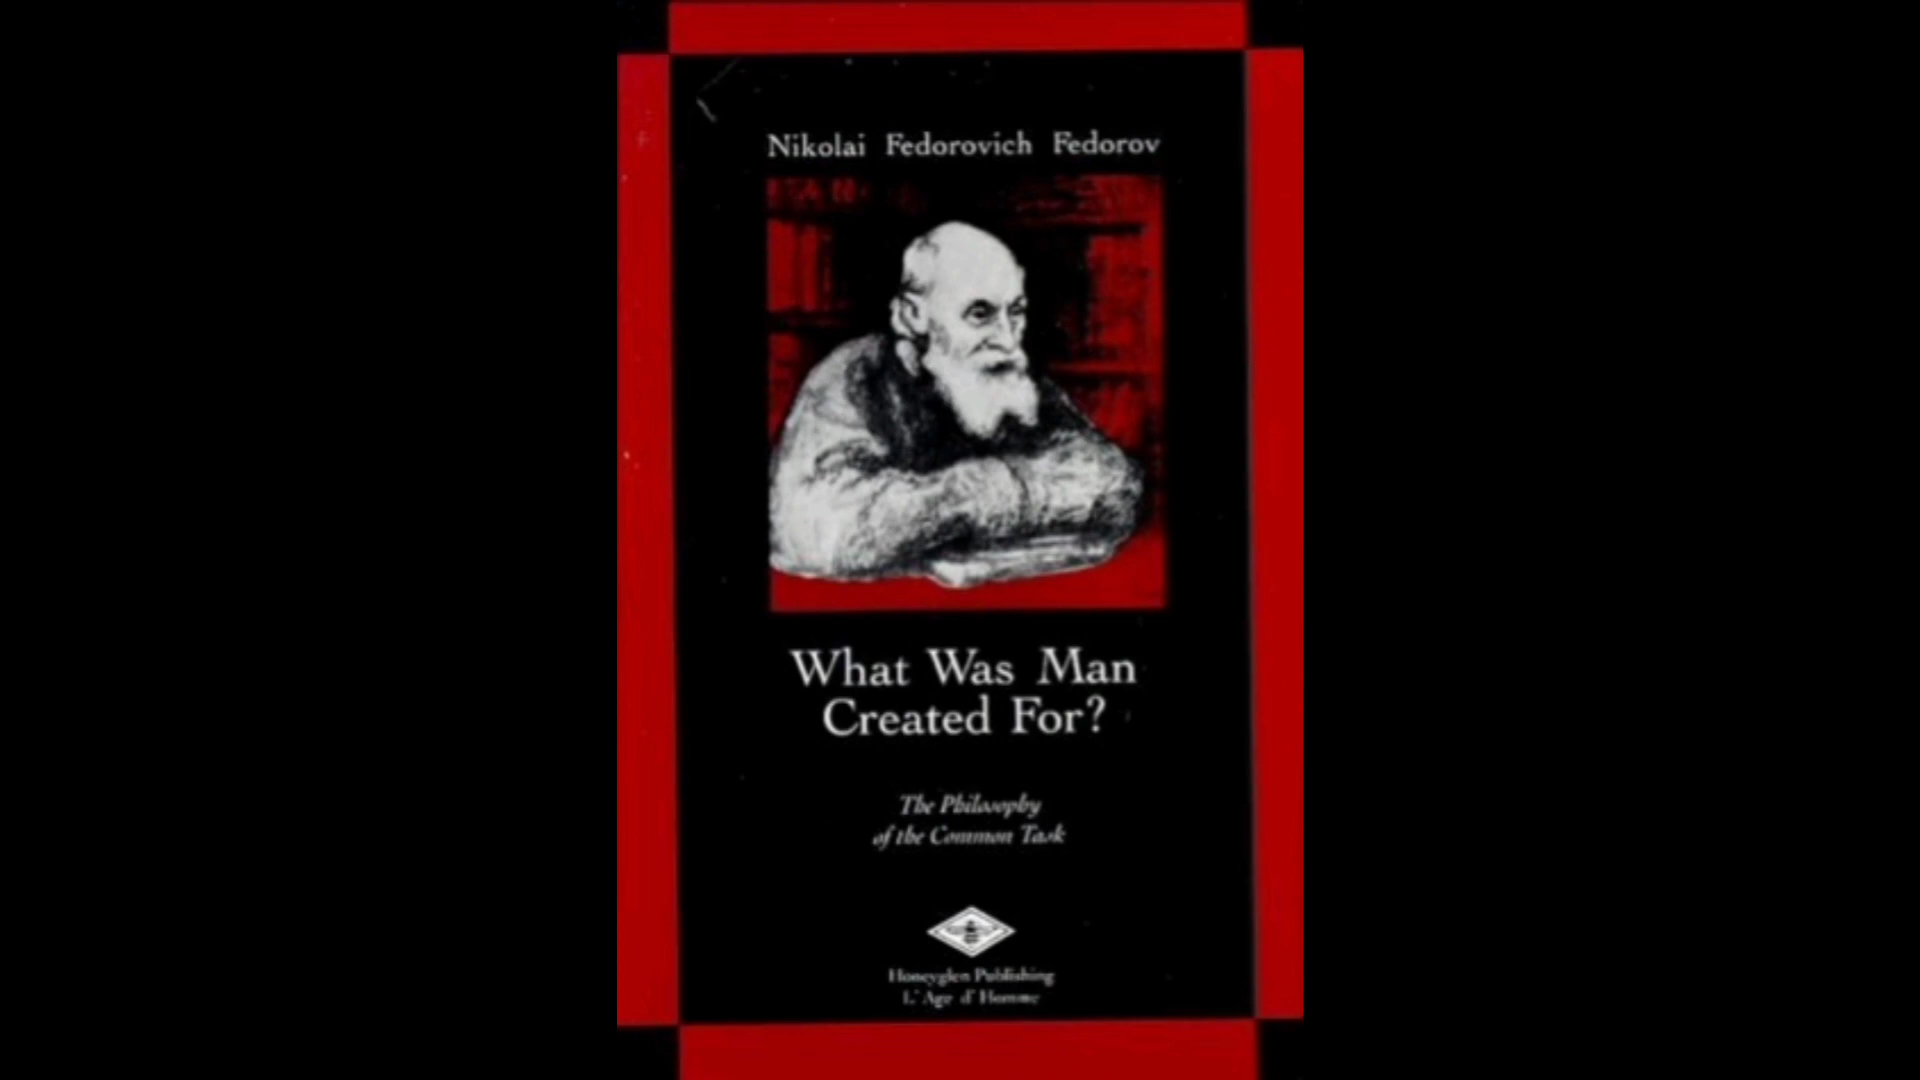 Nikolai Fedorovich Fedorov
What Was Man
Created For?
The Philosophy
of the Common Task
Honeyglen Publishing
L'Age d'Homme